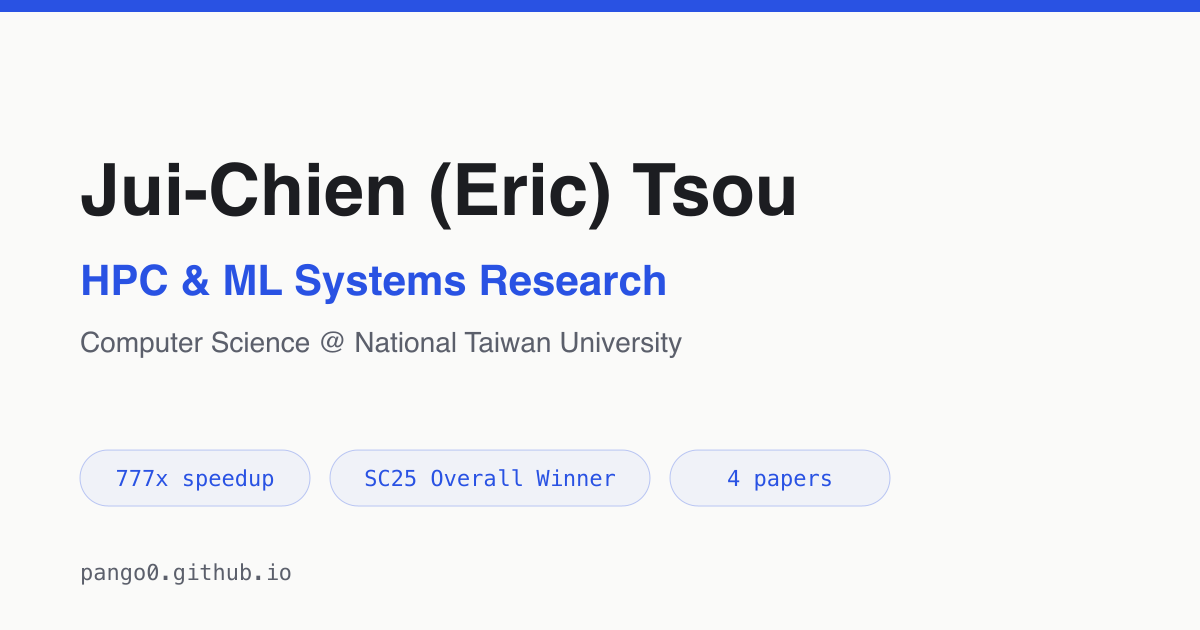 Jui-Chien (Eric) Tsou
HPC & ML Systems Research
Computer Science @ National Taiwan University
777x speedup
SC25 Overall Winner
4 papers
pango0.github.io